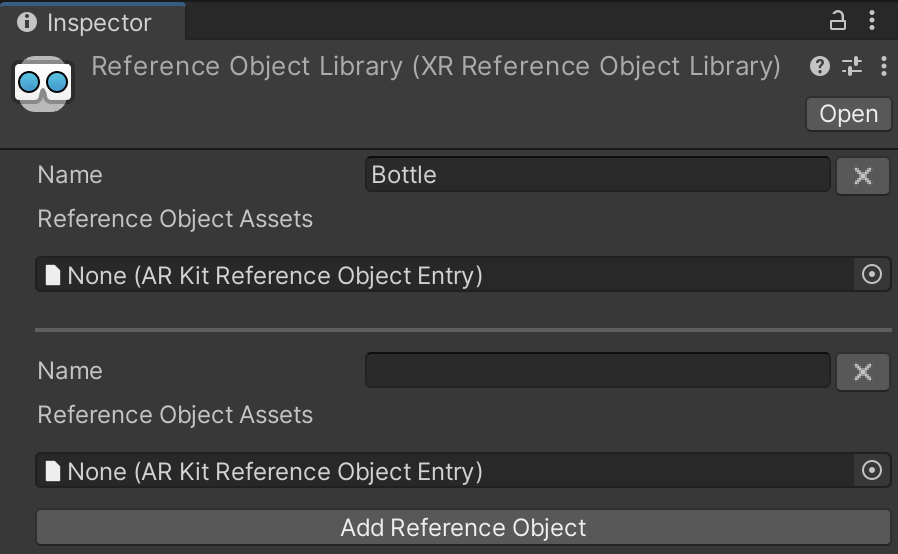 Inspector
Reference Object Library (XR Reference Object Library)
Open
Name Bottle
Reference Object Assets
None (AR Kit Reference Object Entry)
Name
Reference Object Assets
None (AR Kit Reference Object Entry)
Add Reference Object